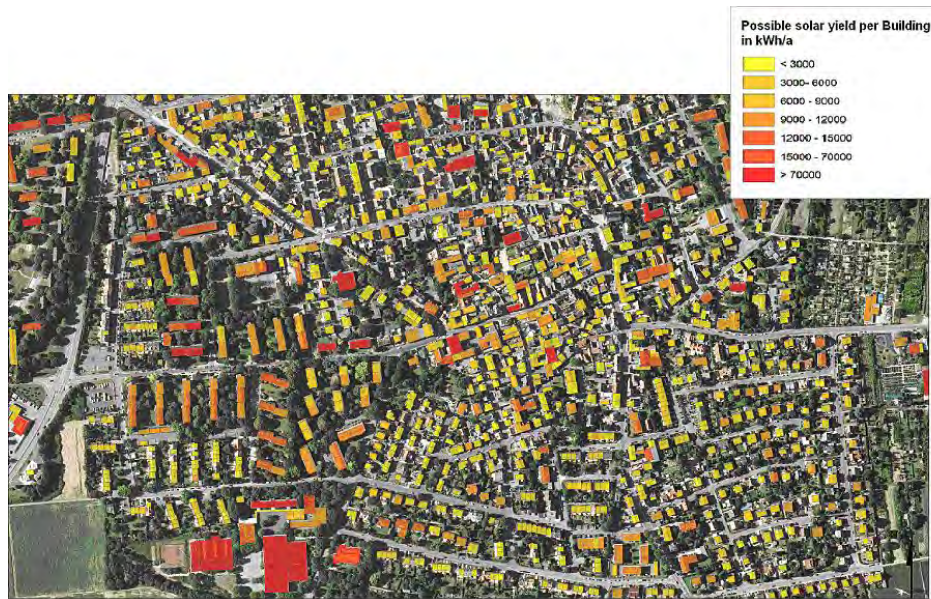 Possible solar yield per Building
in kWh/a
< 3000
3000- 6000
6000 - 9000
9000 - 12000
12000 - 15000
15000 - 70000
> 70000